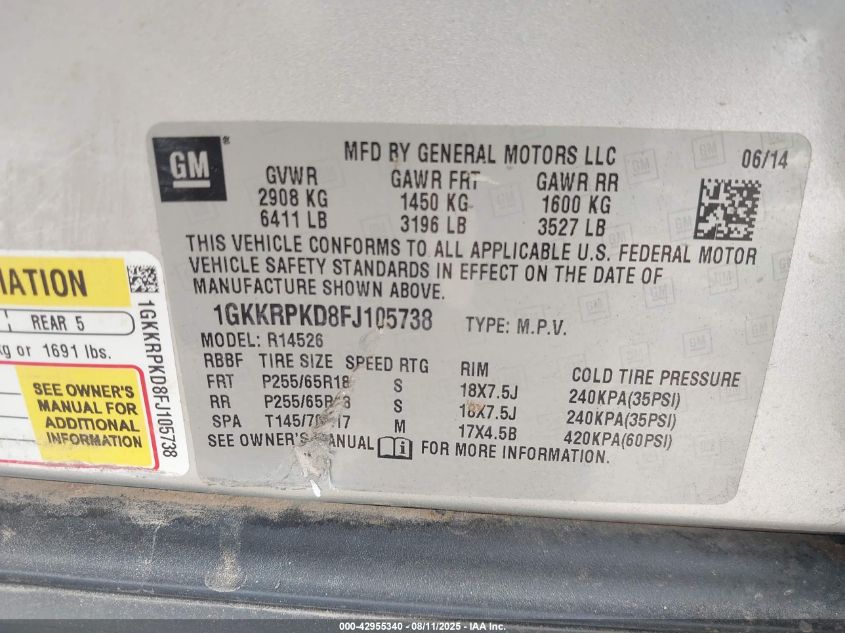 GM
®
MFD BY GENERAL MOTORS LLC
06/14
GVWR GAWR FRT GAWR RR
2908 KG 1450 KG 1600 KG
6411 LB 3196 LB 3527 LB
THIS VEHICLE CONFORMS TO ALL APPLICABLE U.S. FEDERAL MOTOR
VEHICLE SAFETY STANDARDS IN EFFECT ON THE DATE OF
MANUFACTURE SHOWN ABOVE.
1GKKRPKD8FJ105738 TYPE: M.P.V.
MODEL: R14526
RBBF TIRE SIZE SPEED RTG RIM COLD TIRE PRESSURE
FRT P255/65R18 S 18X7.5J 240KPA(35PSI)
RR S 18X7.5J 240KPA(35PSI)
SPA M 17X4.5B 420KPA(60PSI)
SEE OWNER'S MANUAL FOR MORE INFORMATION.
REAR 5
kg or 1691 lbs.
SEE OWNER'S
MANUAL FOR
ADDITIONAL
INFORMATION
1GKKRPKD8FJ105738
000-42955340 - 08/11/2025 - IAA Inc.